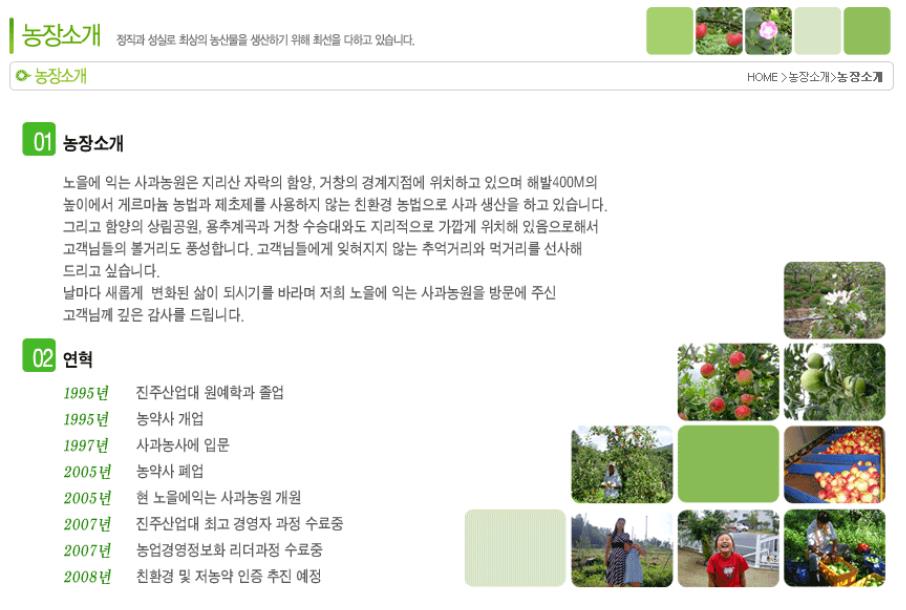 농장소개 정직과 성실로 최상의 농산물을 생산하기 위해 최선을 다하고 있습니다.
농장소개 HOME >농장소개>농장소개
01 농장소개
노을에 익는 사과농원은 지리산 자락의 함양, 거창의 경계지점에 위치하고 있으며 해발400M의
높이에서 게르마늄 농법과 제초제를 사용하지 않는 친환경 농법으로 사과 생산을 하고 있습니다.
그리고 함양의 상림공원, 용추계곡과 거창 수승대와도 지리적으로 가깝게 위치해 있음으로해서
고객님들의 볼거리도 풍성합니다. 고객님들에게 잊혀지지 않는 추억거리와 먹거리를 선사해
드리고 싶습니다.
날마다 새롭게 변화된 삶이 되시기를 바라며 저희 노을에 익는 사과농원을 방문에 주신
고객님께 깊은 감사를 드립니다.
02 연혁
1995년 진주산업대 원예학과 졸업
1995년 농약사 개업
1997년 사과농사에 입문
2005년 농약사 폐업
2005년 현 노을에익는 사과농원 개원
2007년 진주산업대 최고 경영자 과정 수료중
2007년 농업경영정보화 리더과정 수료중
2008년 친환경 및 저농약 인증 추진 예정